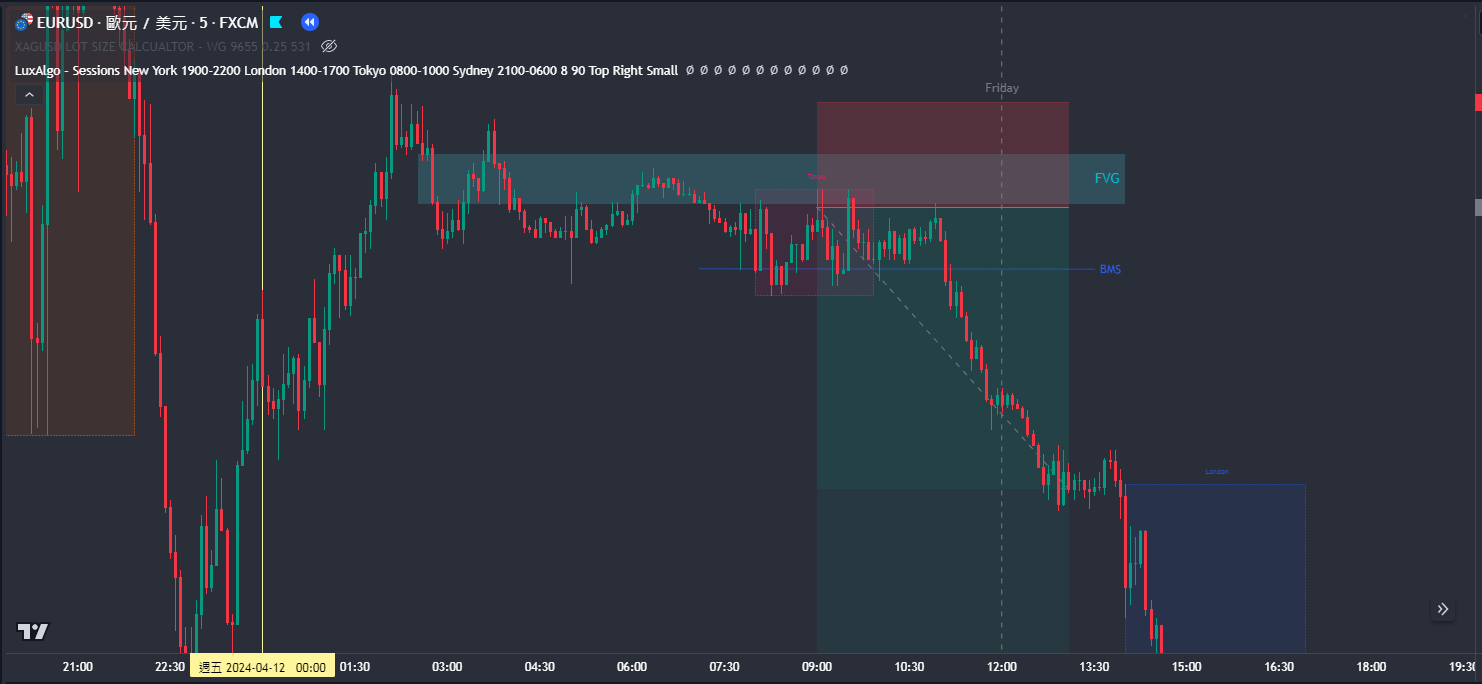 EURUSD · 歐元 / 美元 · 5 · FXCM
XAGUSD LOT SIZE CALCUALTOR - WG 9655 0.25 531
LuxAlgo - Sessions New York 1900-2200 London 1400-1700 Tokyo 0800-1000 Sydney 2100-0600 8 90 Top Right Small ∅ ∅ ∅ ∅ ∅ ∅ ∅ ∅ ∅ ∅ ∅ ∅
Friday
Tokyo
FVG
BMS
London
21:00 22:30 週五 2024-04-12 00:00 01:30 03:00 04:30 06:00 07:30 09:00 10:30 12:00 13:30 15:00 16:30 18:00 19:30